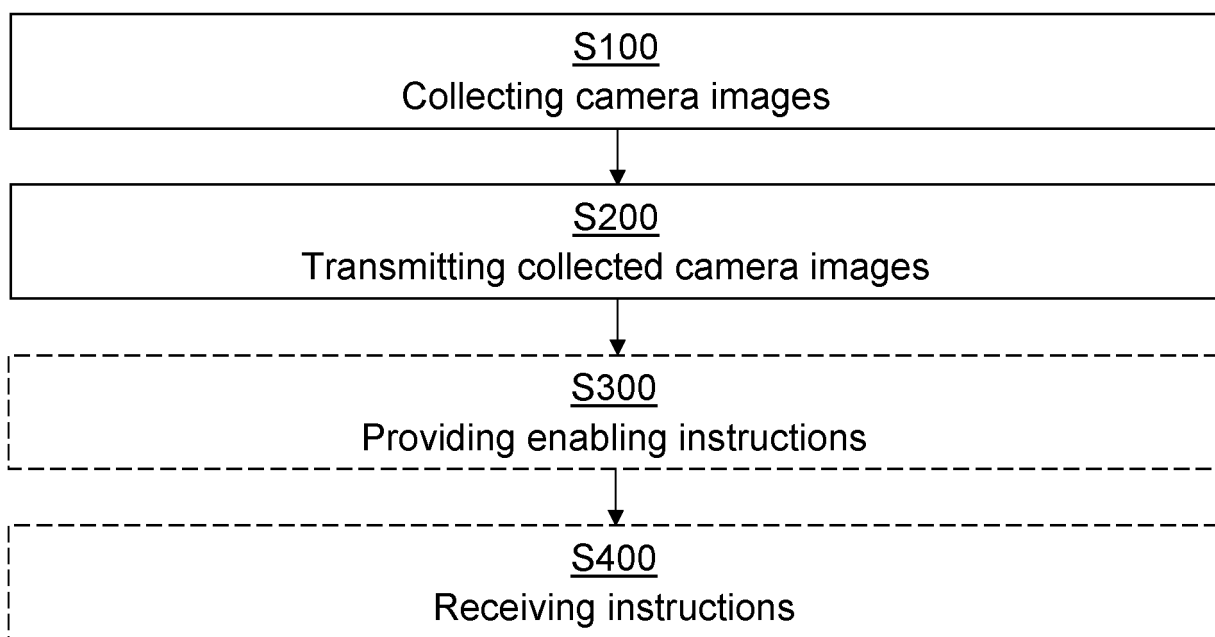 S100
Collecting camera images
S200
Transmitting collected camera images
S300
Providing enabling instructions
S400
Receiving instructions